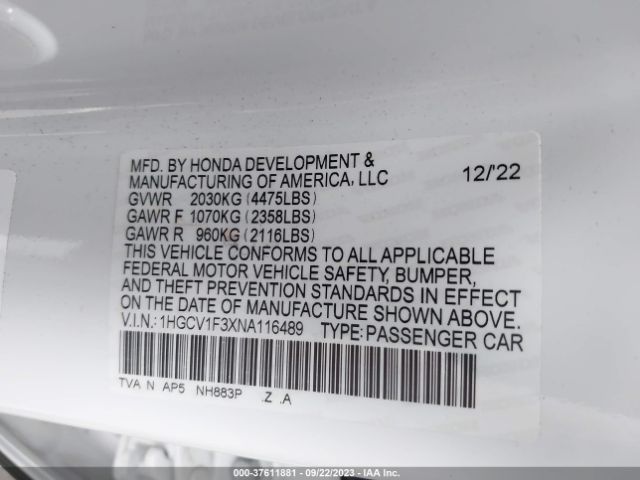 MFD. BY HONDA DEVELOPMENT &
MANUFACTURING OF AMERICA, LLC 12/22
GVWR 2030KG (4475LBS)
GAWR F 1070KG (2358LBS)
GAWR R 960KG (2116LBS)
THIS VEHICLE CONFORMS TO ALL APPLICABLE
FEDERAL MOTOR VEHICLE SAFETY, BUMPER,
AND THEFT PREVENTION STANDARDS IN EFFECT
ON THE DATE OF MANUFACTURE SHOWN ABOVE.
V.I.N.: 1HGCV1F3XNA116489 TYPE: PASSENGER CAR
TVA N AP5 NH883P .Z .A
000-37611881 - 09/22/2023 - IAAI Copyright